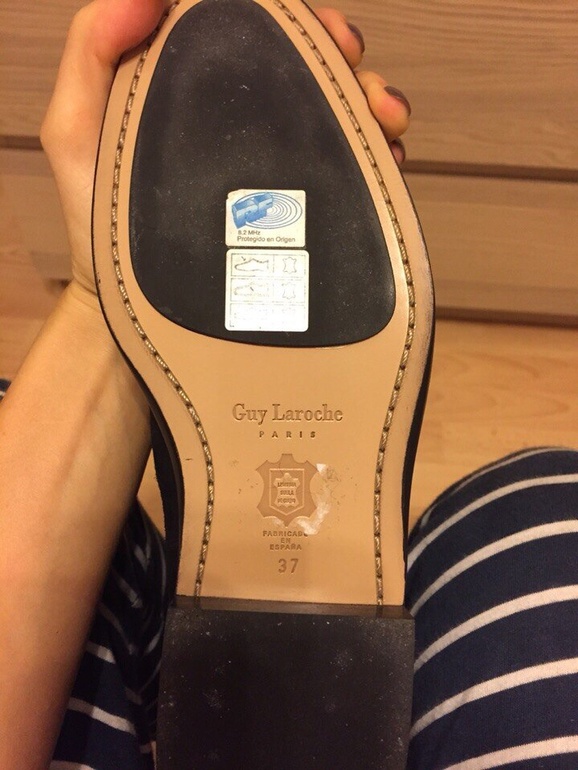 8.2 MHz
Protegido en Origen
Guy Laroche
PARIS
FABRICADO
EN
ESPAÑA
37